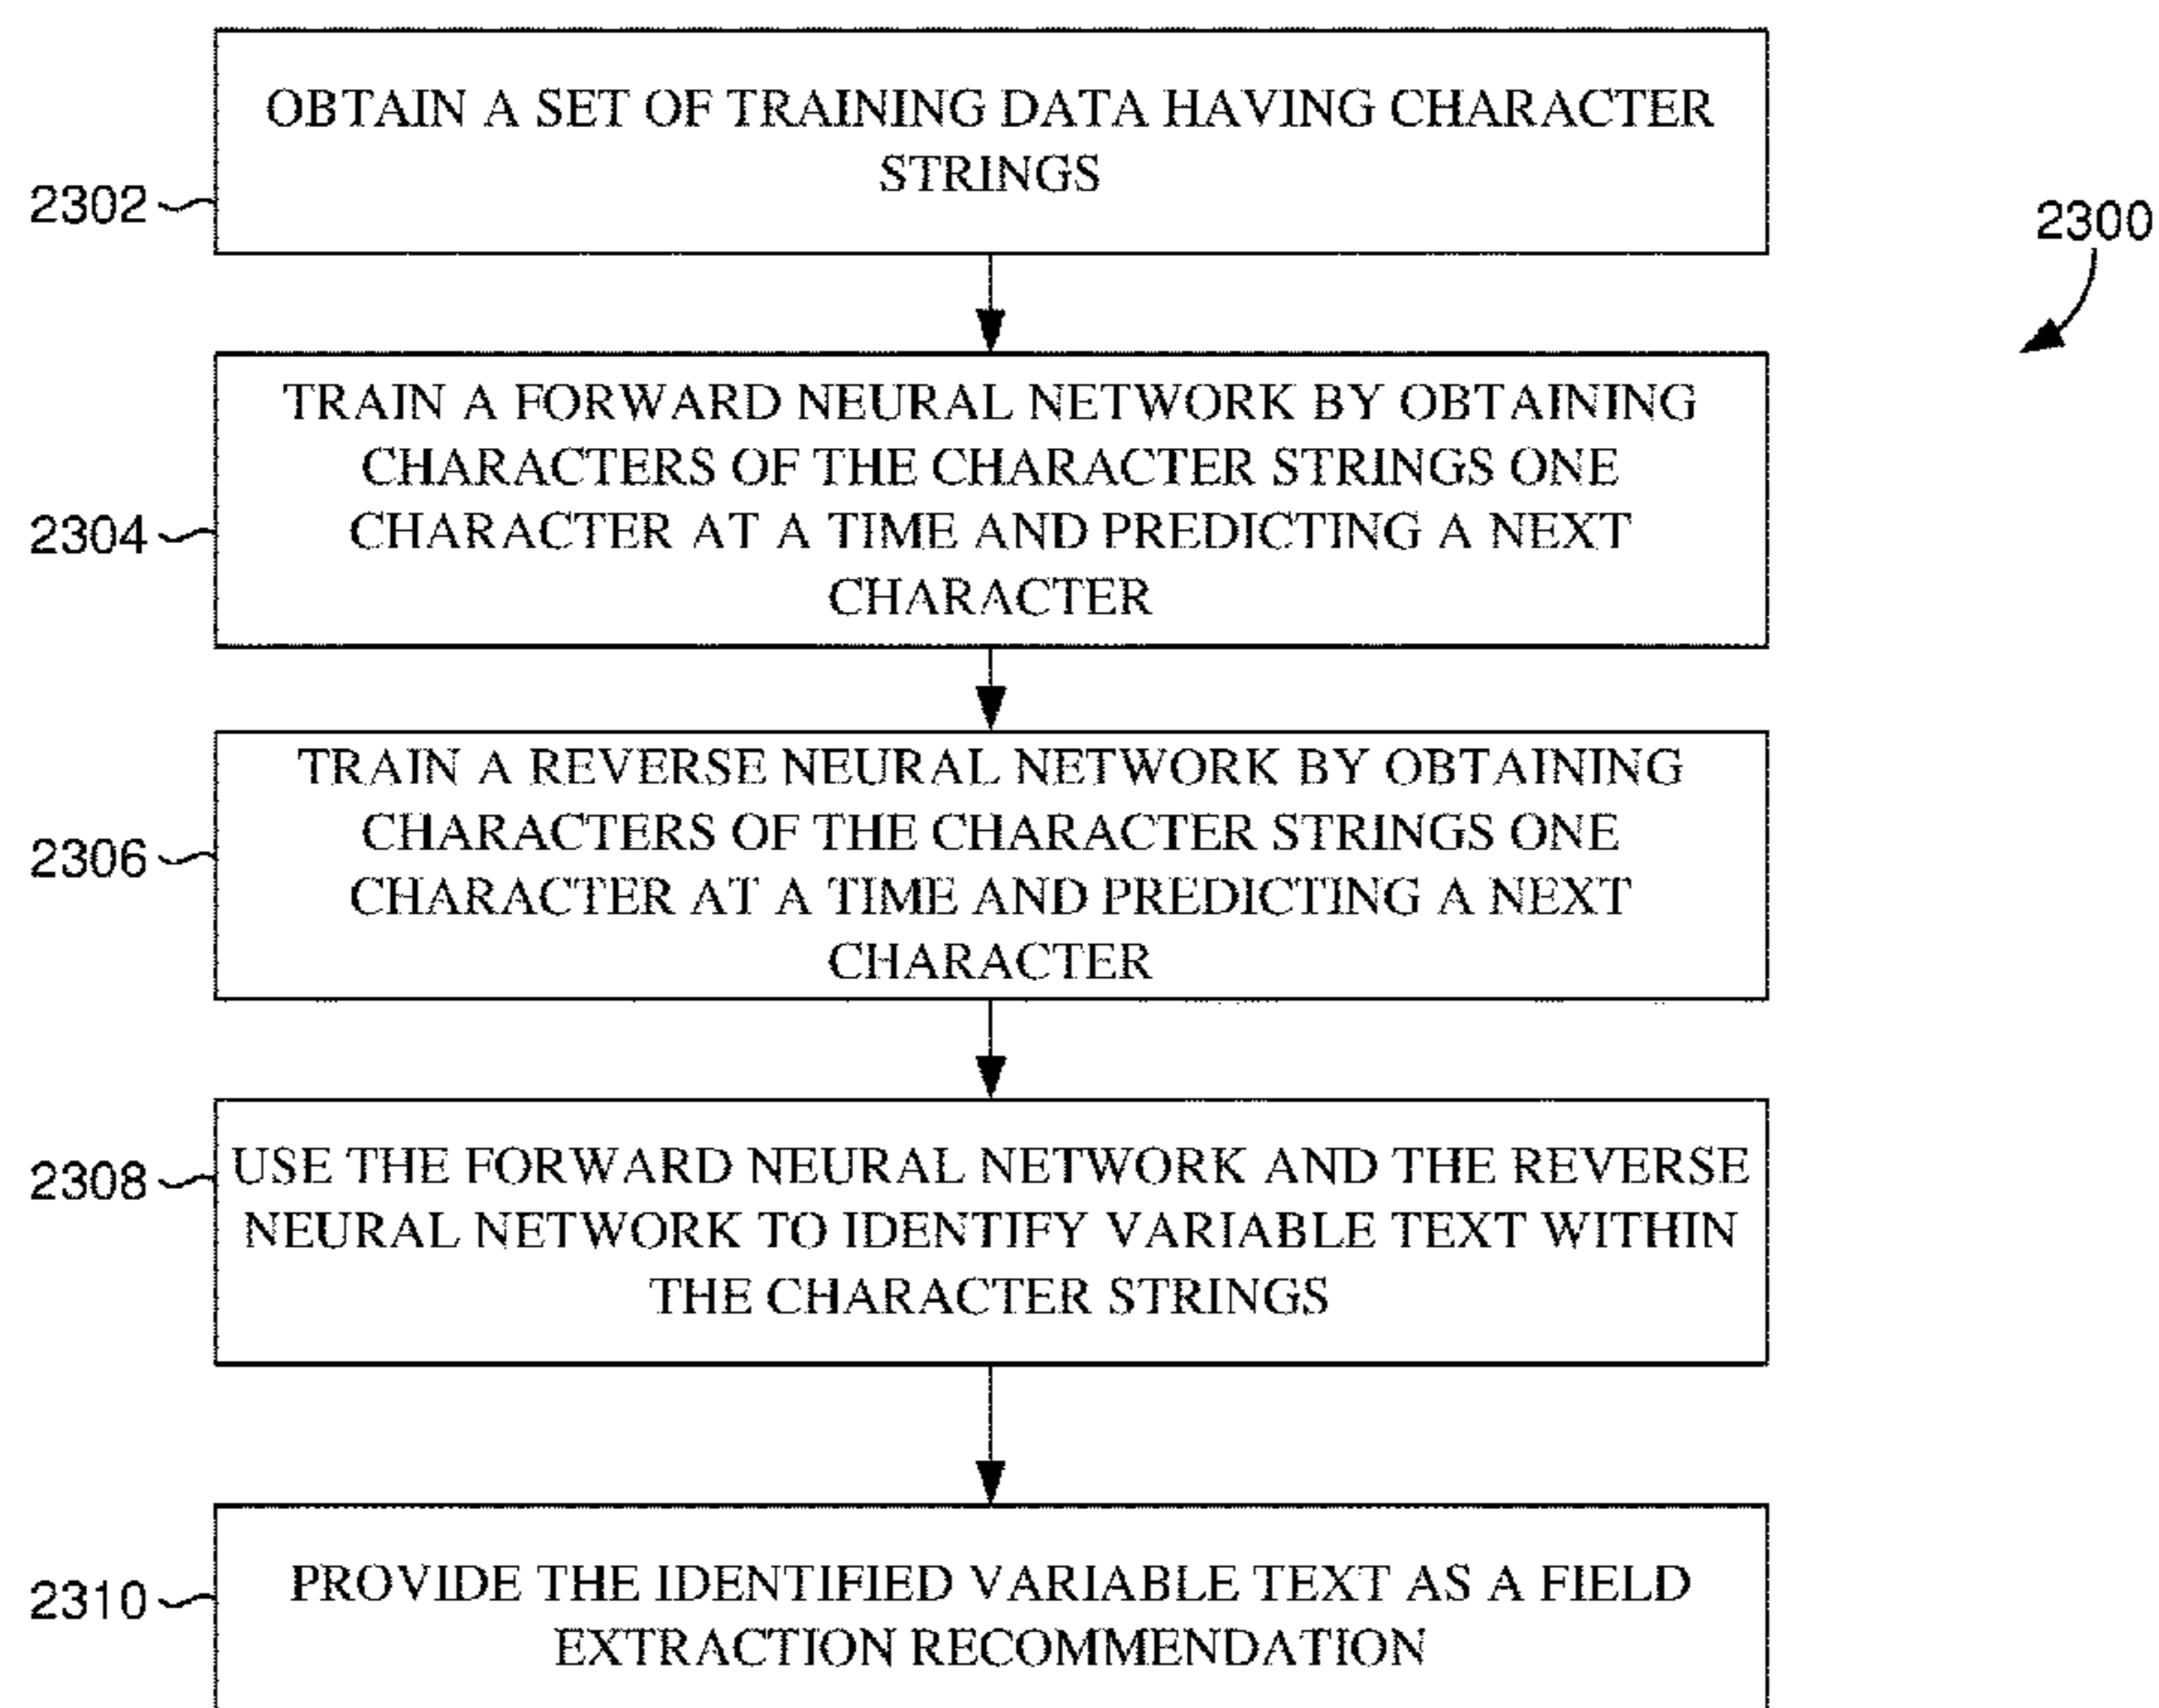 OBTAIN A SET OF TRAINING DATA HAVING CHARACTER
STRINGS
2302
2300
TRAIN A FORWARD NEURAL NETWORK BY OBTAINING
CHARACTERS OF THE CHARACTER STRINGS ONE
CHARACTER AT A TIME AND PREDICTING A NEXT
CHARACTER
2304
TRAIN A REVERSE NEURAL NETWORK BY OBTAINING
CHARACTERS OF THE CHARACTER STRINGS ONE
CHARACTER AT A TIME AND PREDICTING A NEXT
CHARACTER
2306
USE THE FORWARD NEURAL NETWORK AND THE REVERSE
NEURAL NETWORK TO IDENTIFY VARIABLE TEXT WITHIN
THE CHARACTER STRINGS
2308
PROVIDE THE IDENTIFIED VARIABLE TEXT AS A FIELD
EXTRACTION RECOMMENDATION
2310